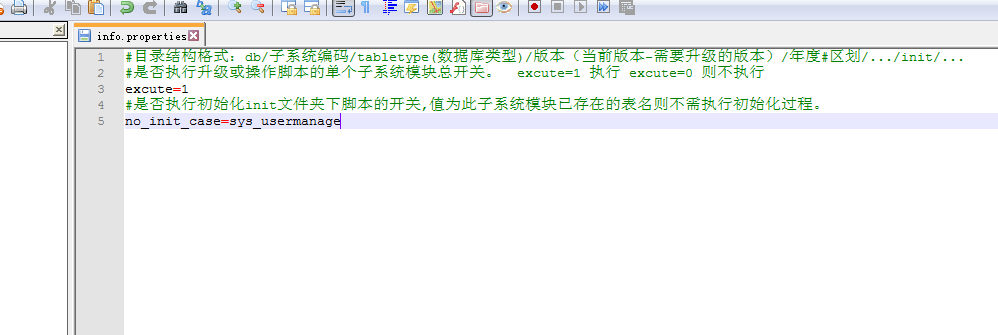 info.properties
1 #目录结构格式：db/子系统编码/tabletype(数据库类型)/版本（当前版本-需要升级的版本）/年度#区划/.../init/...
2 #是否执行升级或操作脚本的单个子系统模块总开关。  excute=1 执行 excute=0 则不执行
3 excute=1
4 #是否执行初始化init文件夹下脚本的开关,值为此子系统模块已存在的表名则不需执行初始化过程。
5 no_init_case=sys_usermanage